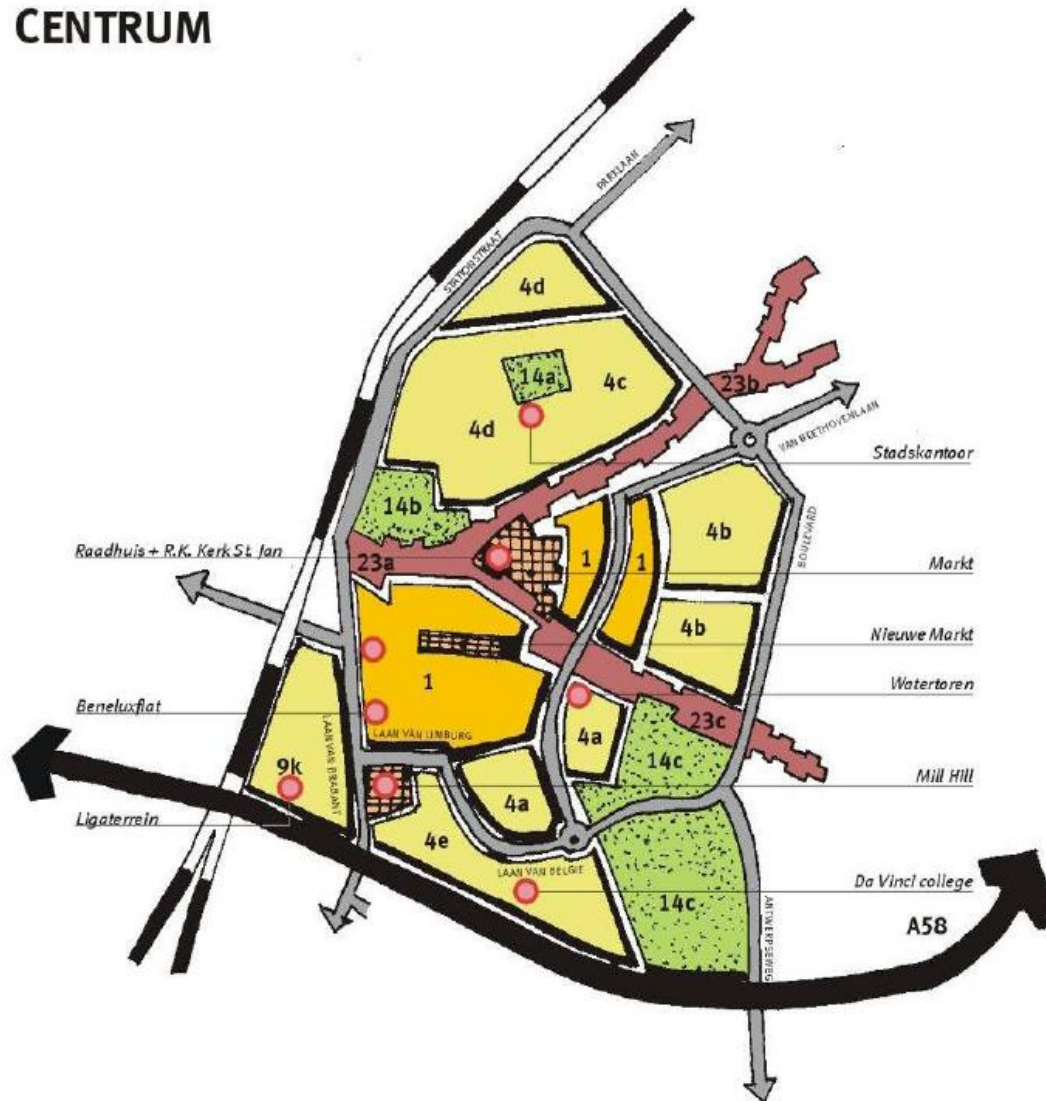 CENTRUM
PARKLAAN
STATIONSTRAAT
4d
14a
4c
23b
4d
VAN BEETHOVENLAAN
Stadskantoor
14b
4b
BOULEVARD
Raadhuis + R.K. Kerk St. Jan
23a
1
1
Markt
4b
Nieuwe Markt
1
Watertoren
Beneluxflat
LAAN VAN LIMBURG
4a
23c
LAAN VAN BRABANT
14c
9k
4a
Mill Hill
Ligaterrein
4e
LAAN VAN BELGIE
Da Vinci college
14c
ANTWERPSEWEG
A58